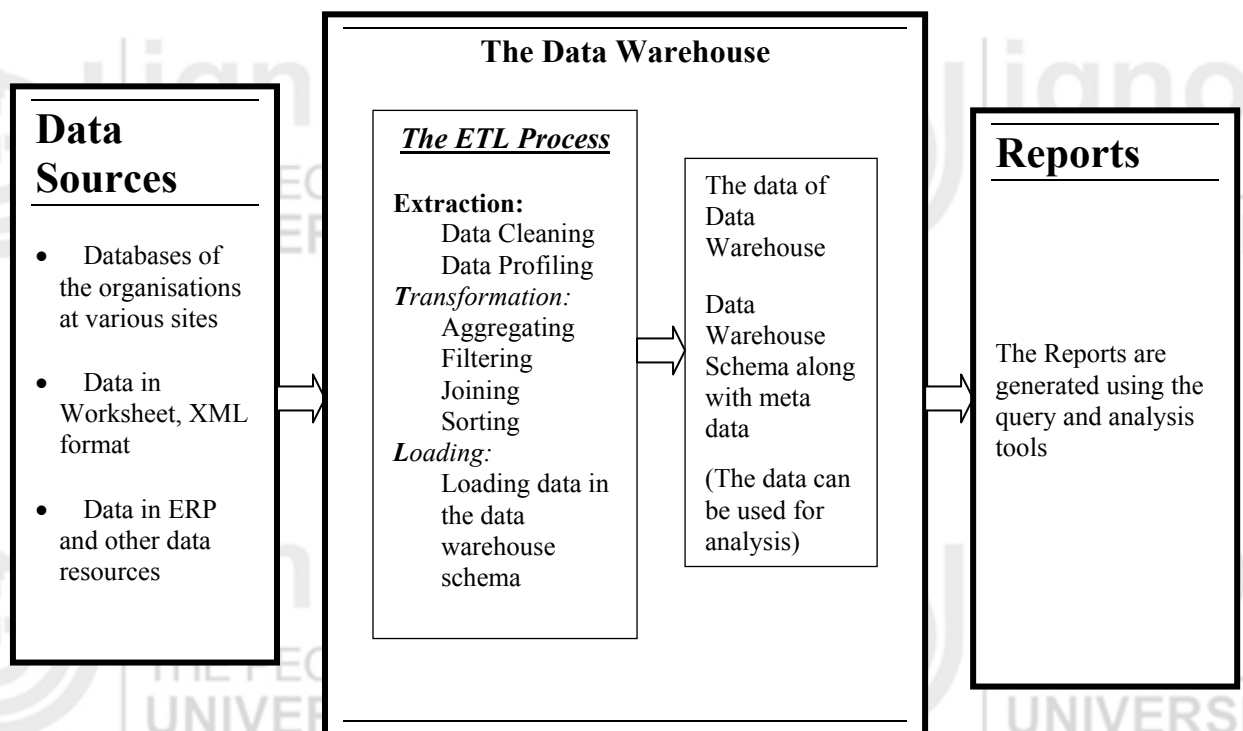 The Data Warehouse
Data
Sources
• Databases of
the organisations
at various sites
• Data in
Worksheet, XML
format
• Data in ERP
and other data
resources
The ETL Process
Extraction:
Data Cleaning
Data Profiling
Transformation:
Aggregating
Filtering
Joining
Sorting
Loading:
Loading data in
the data
warehouse
schema
The data of
Data
Warehouse
Data
Warehouse
Schema along
with meta
data
(The data can
be used for
analysis)
Reports
The Reports are
generated using the
query and analysis
tools
UNIVERS